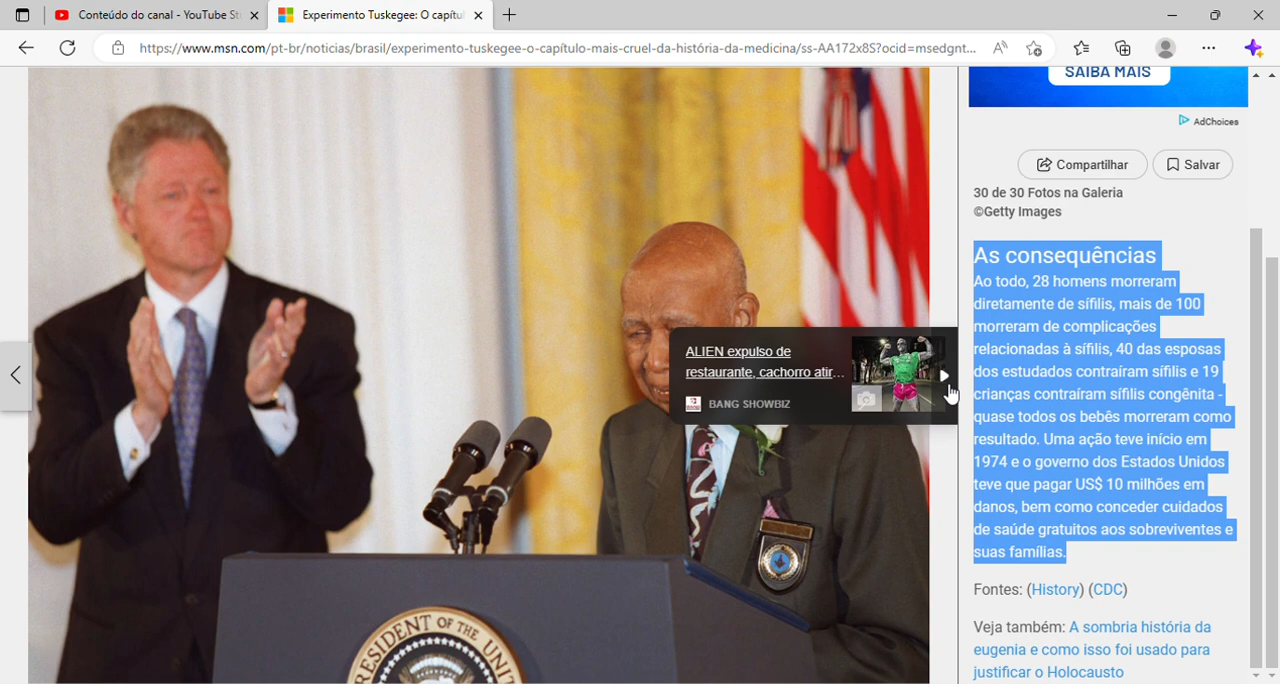 Conteúdo do canal - YouTube St
Experimento Tuskegee: O capítu
https://www.msn.com/pt-br/noticias/brasil/experimento-tuskegee-o-capítulo-mais-cruel-da-história-da-medicina/ss-AA172x8S?ocid=msedgnt...
SAIBA MAIS
AdChoices
Compartilhar
Salvar
30 de 30 Fotos na Galeria
©Getty Images
As consequências
Ao todo, 28 homens morreram
diretamente de sífilis, mais de 100
morreram de complicações
relacionadas à sífilis, 40 das esposas
dos estudados contraíram sífilis e 19
crianças contraíram sífilis congênita -
quase todos os bebês morreram como
resultado. Uma ação teve início em
1974 e o governo dos Estados Unidos
teve que pagar US$ 10 milhões em
danos, bem como conceder cuidados
de saúde gratuitos aos sobreviventes e
suas famílias.
Fontes: (History) (CDC)
Veja também: A sombria história da
eugenia e como isso foi usado para
justificar o Holocausto
ALIEN expulso de
restaurante, cachorro atir...
BANG SHOWBIZ
PRESIDENT OF THE UN